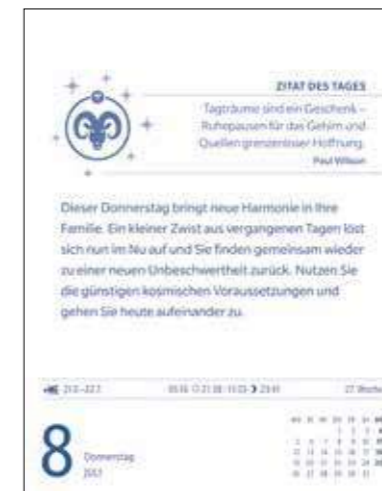 ZITAT DES TAGES
Tagträume sind ein Geschenk –
Ruhepausen für das Gehirn und
Quellen grenzenloser Hoffnung.
Paul Wilson
Dieser Donnerstag bringt neue Harmonie in Ihre
Familie. Ein kleiner Zwist aus vergangenen Tagen löst
sich nun im Nu auf und Sie finden gemeinsam wieder
zu einer neuen Unbeschwertheit zurück. Nutzen Sie
die günstigen kosmischen Voraussetzungen und
gehen Sie heute aufeinander zu.
27. Woche
8
Donnerstag
JULI